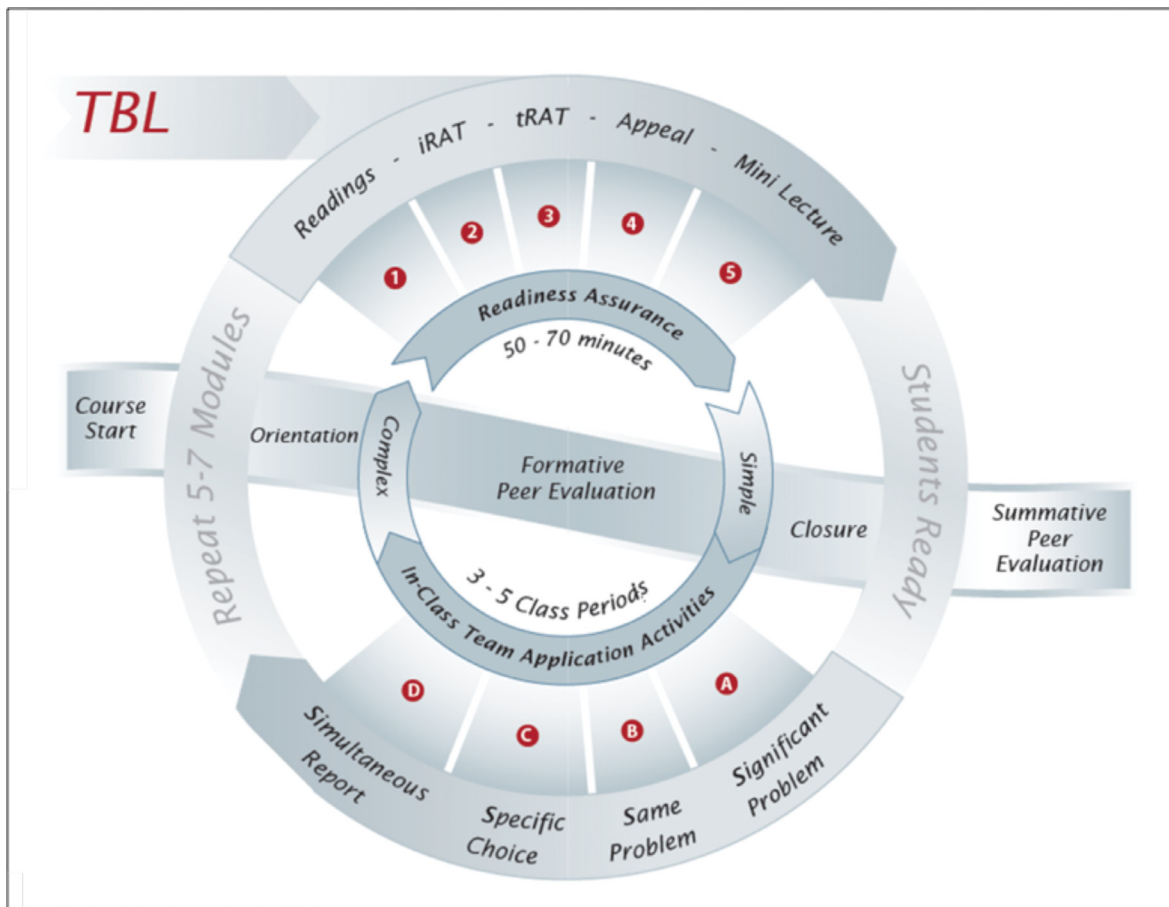 TBL
Readings - iRAT - tRAT - Appeal - Mini Lecture
1
2
3
4
5
Readiness Assurance
50 - 70 minutes
Repeat 5-7 Modules
Students Ready
Course
Start
Orientation
Complex
Formative
Peer Evaluation
Simple
Closure
Summative
Peer
Evaluation
3 - 5 Class Periods
In-Class Team Application Activities
D
C
B
A
Simultaneous
Report
Specific
Choice
Same
Problem
Significant
Problem